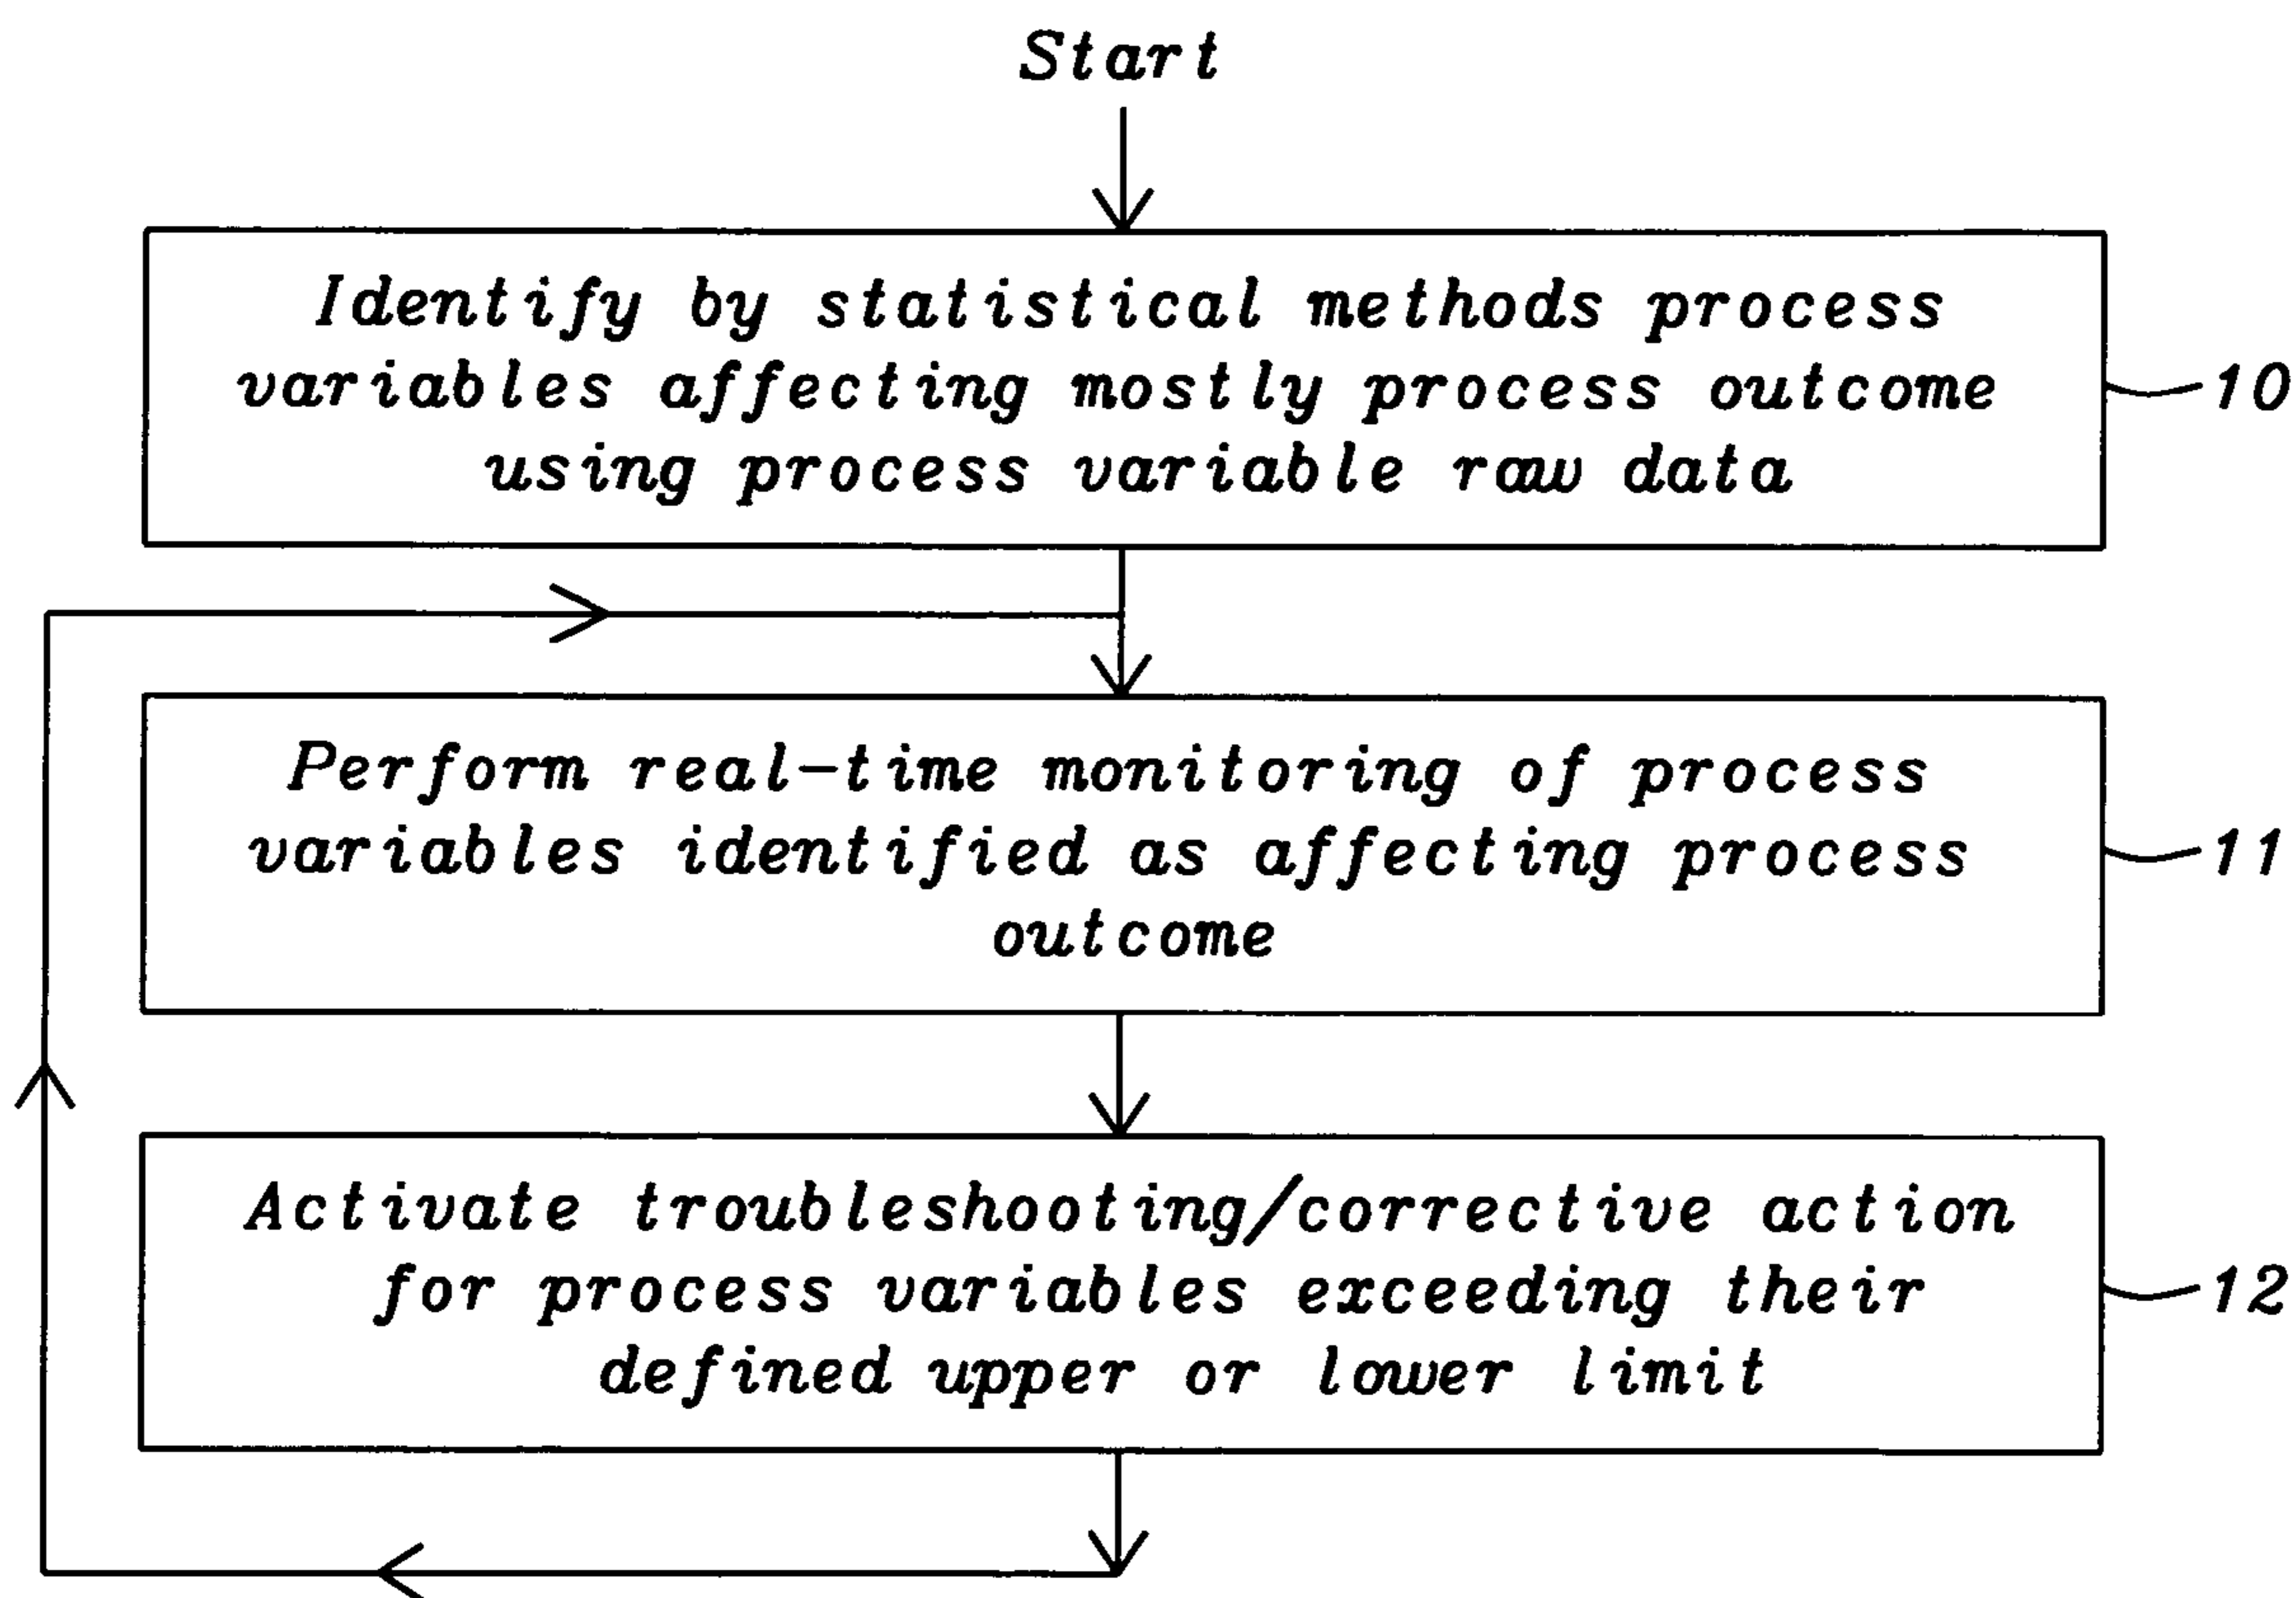 Start
Identify by statistical methods process
variables affecting mostly process outcome
using process variable raw data
10
Perform real-time monitoring of process
variables identified as affecting process
outcome
11
Activate troubleshooting/corrective action
for process variables exceeding their
defined upper or lower limit
12